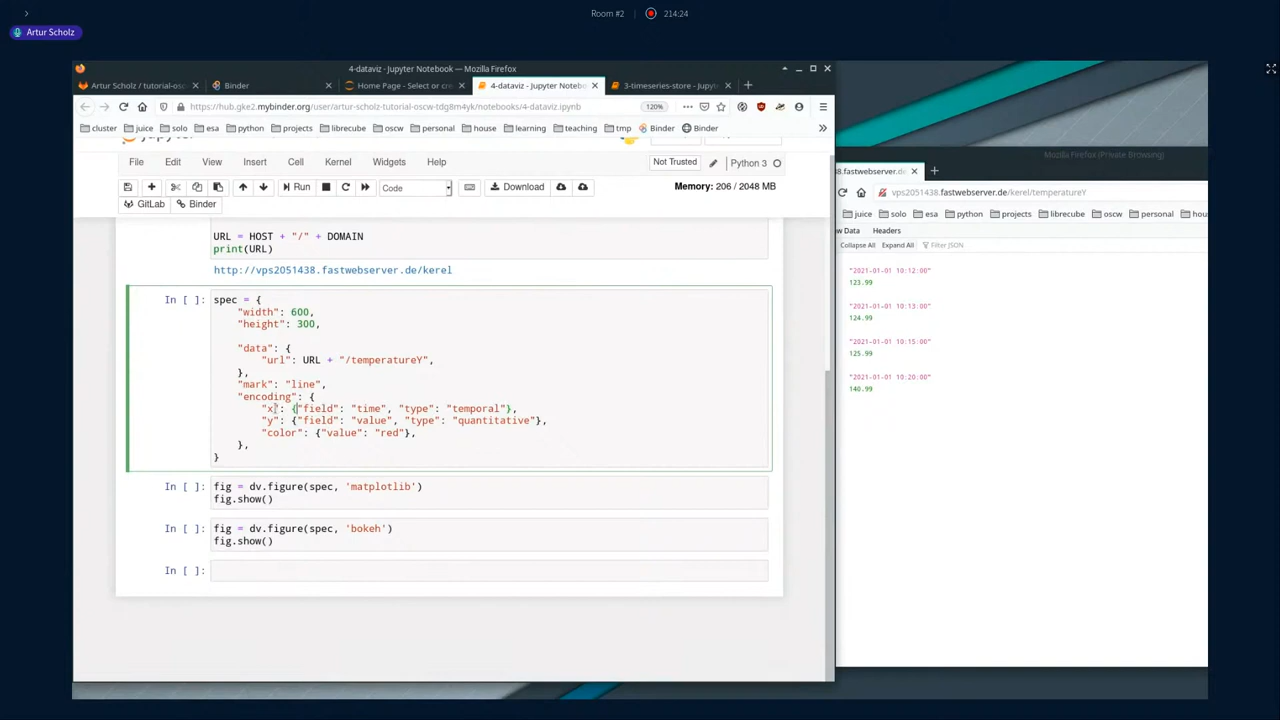 Room #2
214:24
Artur Scholz
4-dataviz - Jupyter Notebook — Mozilla Firefox
Artur Scholz / tutorial-os
Binder
Home Page - Select or cre
4-dataviz - Jupyter Notebo
3-timeseries-store - Jupyte
https://hub.gke2.mybinder.org/user/artur-scholz-tutorial-oscw-tdg8m4yk/notebooks/4-dataviz.ipynb
120%
cluster
juice
solo
esa
python
projects
librecube
oscw
personal
house
learning
teaching
tmp
Binder
Binder
File
Edit
View
Insert
Cell
Kernel
Widgets
Help
Not Trusted
Python 3
Run
Code
Download
Memory: 206 / 2048 MB
GitLab
Binder
URL = HOST + "/" + DOMAIN
print(URL)
http://vps2051438.fastwebserver.de/kerel
In [ ]:
spec = {
"width": 600,
"height": 300,
"data": {
"url": URL + "/temperatureY",
},
"mark": "line",
"encoding": {
"x": {"field": "time", "type": "temporal"},
"y": {"field": "value", "type": "quantitative"},
"color": {"value": "red"},
},
}
In [ ]:
fig = dv.figure(spec, 'matplotlib')
fig.show()
In [ ]:
fig = dv.figure(spec, 'bokeh')
fig.show()
In [ ]:
Mozilla Firefox (Private Browsing)
38.fastwebserver.de/
vps2051438.fastwebserver.de/kerel/temperatureY
juice
solo
esa
python
projects
librecube
oscw
personal
hou
w Data
Headers
Collapse All
Expand All
Filter JSON
"2021-01-01 10:12:00"
123.99
"2021-01-01 10:13:00"
124.99
"2021-01-01 10:15:00"
125.99
"2021-01-01 10:20:00"
140.99